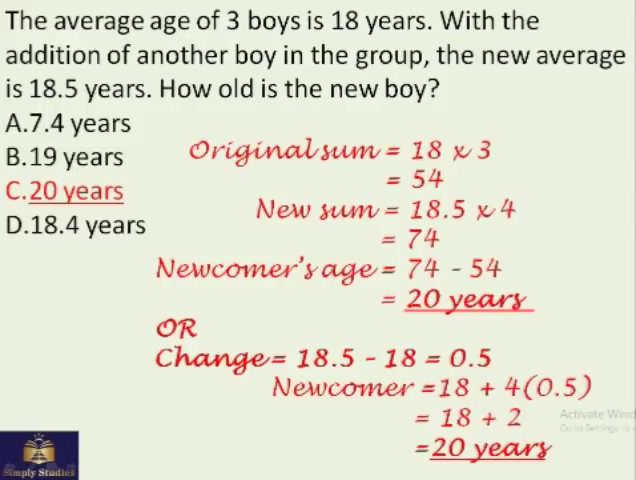 The average age of 3 boys is 18 years. With the
addition of another boy in the group, the new average
is 18.5 years. How old is the new boy?
A.7.4 years
B.19 years
C.20 years
D.18.4 years
Original sum = 18 x 3
= 54
New sum = 18.5 x 4
= 74
Newcomer's age = 74 - 54
= 20 years
OR
Change = 18.5 - 18 = 0.5
Newcomer =18 + 4(0.5)
= 18 + 2
=20 years
Activate Wind
Go to Settings to
Simply Studies